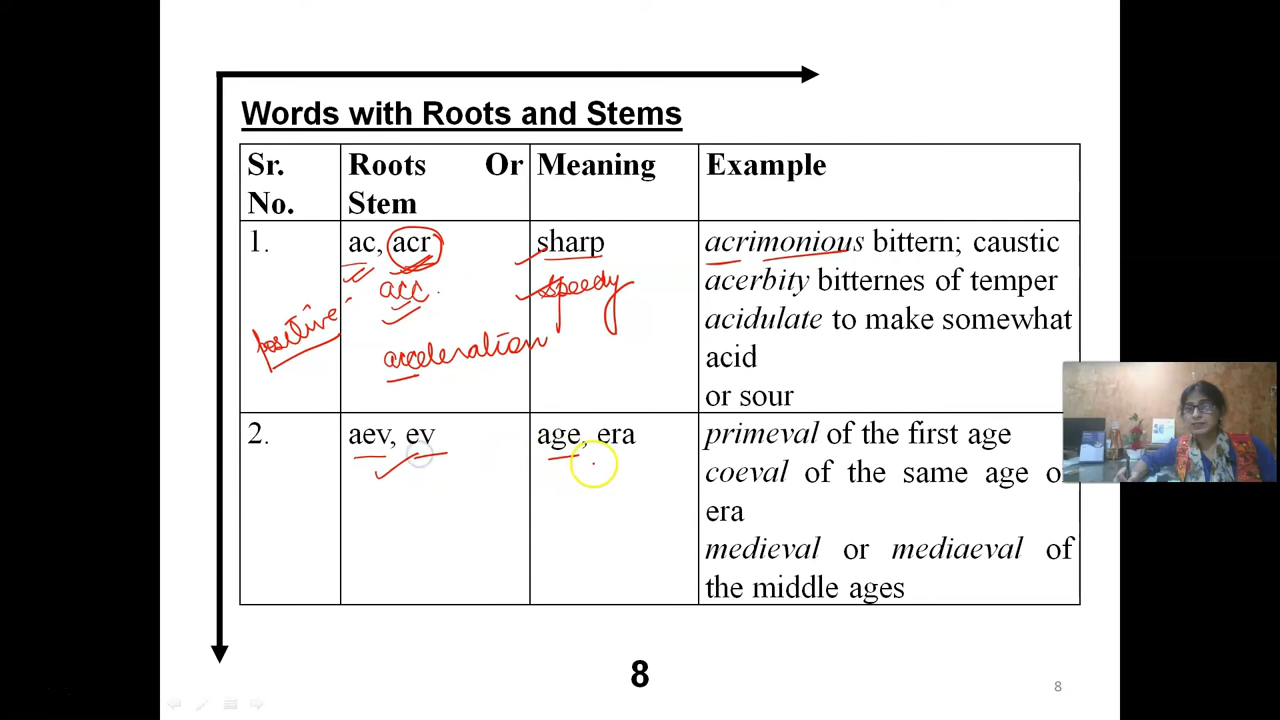 Words with Roots and Stems
Sr. No.
Roots Or Stem
Meaning
Example
1.
ac, acr
acc
acceleration
positive
sharp
speedy
acrimonious bittern; caustic
acerbity bitternes of temper
acidulate to make somewhat
acid
or sour
2.
aev, ev
age, era
primeval of the first age
coeval of the same age o
era
medieval or mediaeval of
the middle ages
8
8